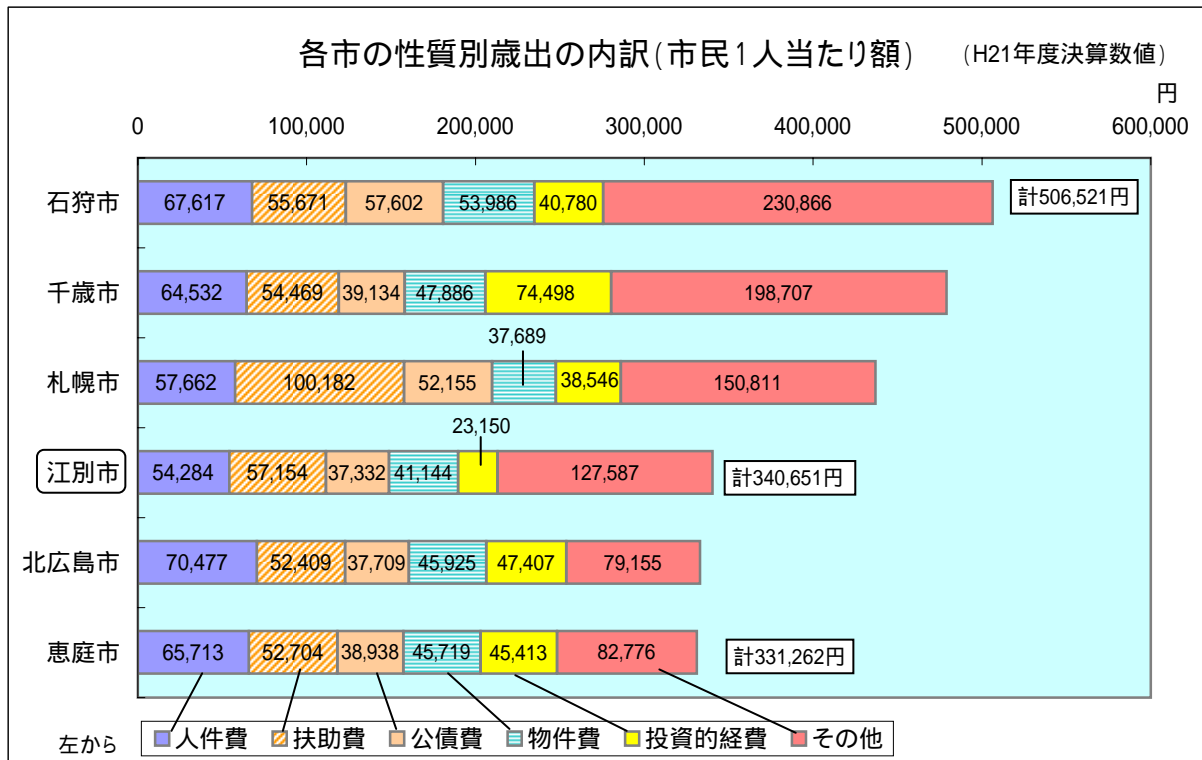 各市の性質別歳出の内訳(市民1人当たり額) (H21年度決算数値)
円
0 100,000 200,000 300,000 400,000 500,000 600,000
石狩市 67,617 55,671 57,602 53,986 40,780 230,866 計506,521円
千歳市 64,532 54,469 39,134 47,886 74,498 198,707
37,689
札幌市 57,662 100,182 52,155 38,546 150,811
23,150
江別市 54,284 57,154 37,332 41,144 127,587 計340,651円
北広島市 70,477 52,409 37,709 45,925 47,407 79,155
恵庭市 65,713 52,704 38,938 45,719 45,413 82,776 計331,262円
左から 人件費 扶助費 公債費 物件費 投資的経費 その他